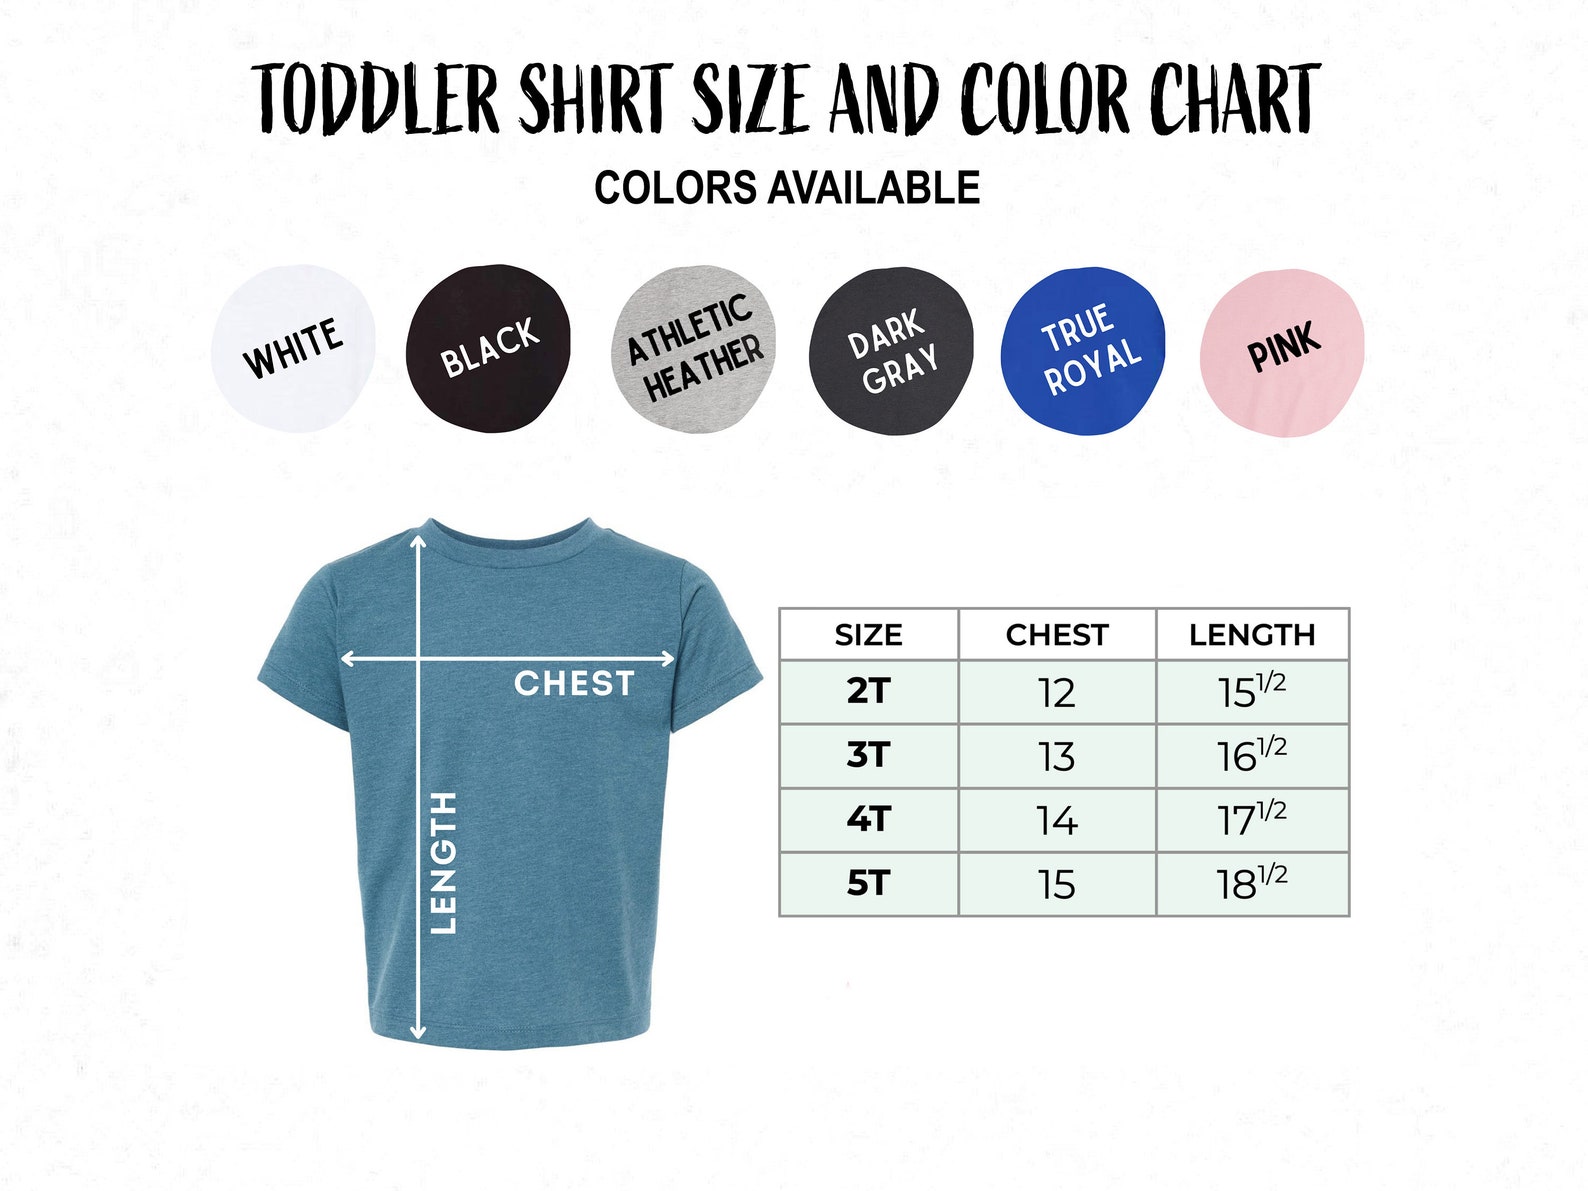 TODDLER SHIRT SIZE AND COLOR CHART
COLORS AVAILABLE
WHITE
BLACK
ATHLETIC
HEATHER
DARK
GRAY
TRUE
ROYAL
PINK
CHEST
LENGTH
SIZE CHEST LENGTH
2T 12 15 1/2
3T 13 16 1/2
4T 14 17 1/2
5T 15 18 1/2